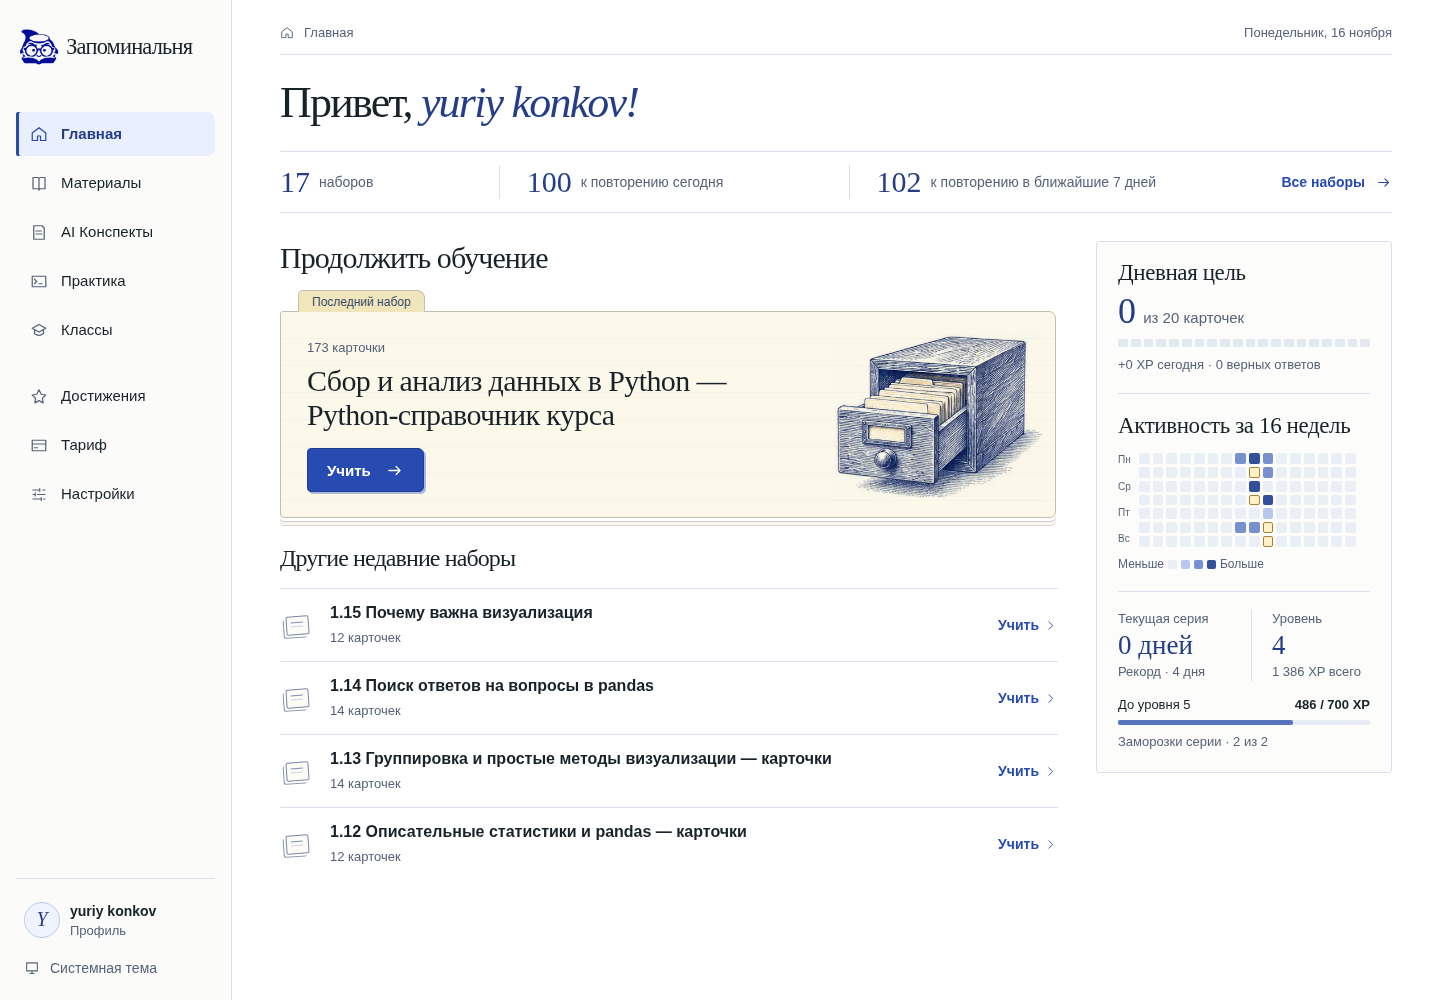 Запоминальня
Главная
Материалы
AI Конспекты
Практика
Классы
Достижения
Тариф
Настройки
Y
yuriy konkov
Профиль
Системная тема
Главная
Понедельник, 16 ноября
Привет, yuriy konkov!
17 наборов
100 к повторению сегодня
102 к повторению в ближайшие 7 дней
Все наборы
Продолжить обучение
Последний набор
173 карточки
Сбор и анализ данных в Python —
Python-справочник курса
Учить
Другие недавние наборы
1.15 Почему важна визуализация
12 карточек
Учить
1.14 Поиск ответов на вопросы в pandas
14 карточек
Учить
1.13 Группировка и простые методы визуализации — карточки
14 карточек
Учить
1.12 Описательные статистики и pandas — карточки
12 карточек
Учить
Дневная цель
0 из 20 карточек
+0 XP сегодня · 0 верных ответов
Активность за 16 недель
Пн
Ср
Пт
Вс
Меньше Больше
Текущая серия
0 дней
Рекорд · 4 дня
Уровень
4
1 386 XP всего
До уровня 5 486 / 700 XP
Заморозки серии · 2 из 2